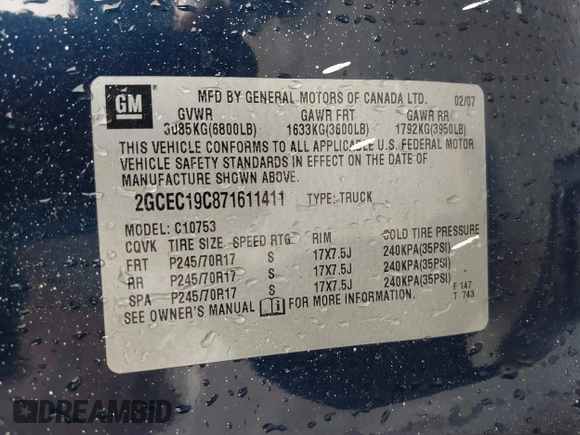 GM ®
MFD BY GENERAL MOTORS OF CANADA LTD. 02/07
GVWR GAWR FRT GAWR RR
3085KG(6800LB) 1633KG(3600LB) 1792KG(3950LB)
THIS VEHICLE CONFORMS TO ALL APPLICABLE U.S. FEDERAL MOTOR
VEHICLE SAFETY STANDARDS IN EFFECT ON THE DATE OF
MANUFACTURE SHOWN ABOVE.
2GCEC19C871611411 TYPE: TRUCK
MODEL: C10753
CQVK TIRE SIZE SPEED RTG RIM COLD TIRE PRESSURE
FRT P245/70R17 S 17X7.5J 240KPA(35PSI)
RR P245/70R17 S 17X7.5J 240KPA(35PSI)
SPA P245/70R17 S 17X7.5J 240KPA(35PSI)
SEE OWNER'S MANUAL
F 147
T 743
DREAMBID